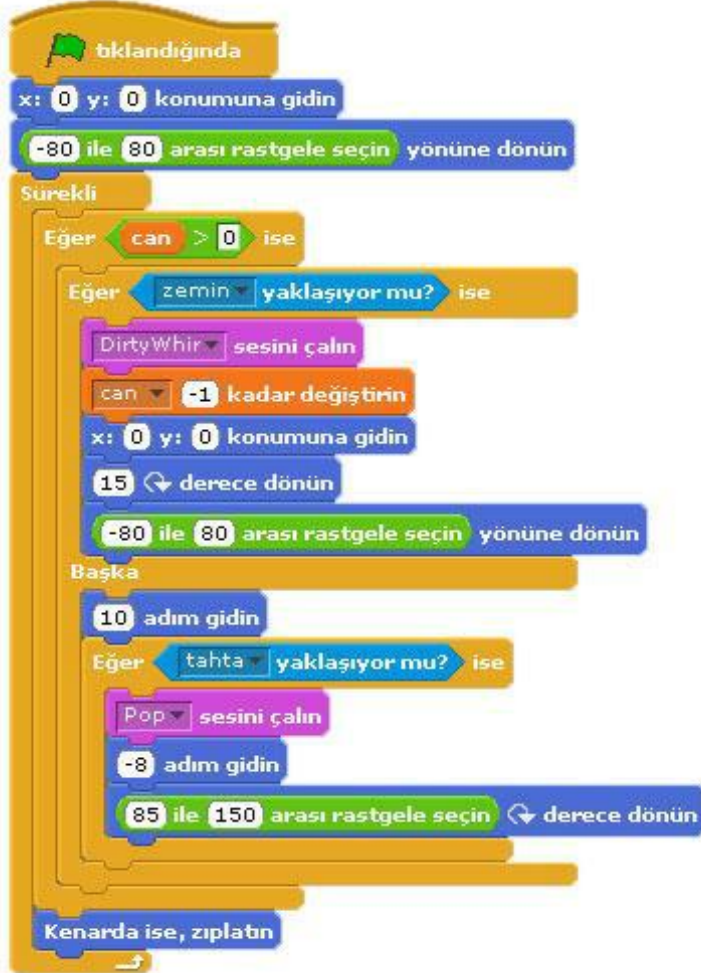 tıklandığında
x: 0 y: 0 konumuna gidin
-80 ile 80 arası rastgele seçin yönüne dönün
Sürekli
Eğer can > 0 ise
Eğer zemin yaklaşıyor mu? ise
DirtyWhir sesini çalın
can -1 kadar değiştirin
x: 0 y: 0 konumuna gidin
15 derece dönün
-80 ile 80 arası rastgele seçin yönüne dönün
Başka
10 adım gidin
Eğer tahta yaklaşıyor mu? ise
Pop sesini çalın
-8 adım gidin
85 ile 150 arası rastgele seçin derece dönün
Kenarda ise, zıplatın